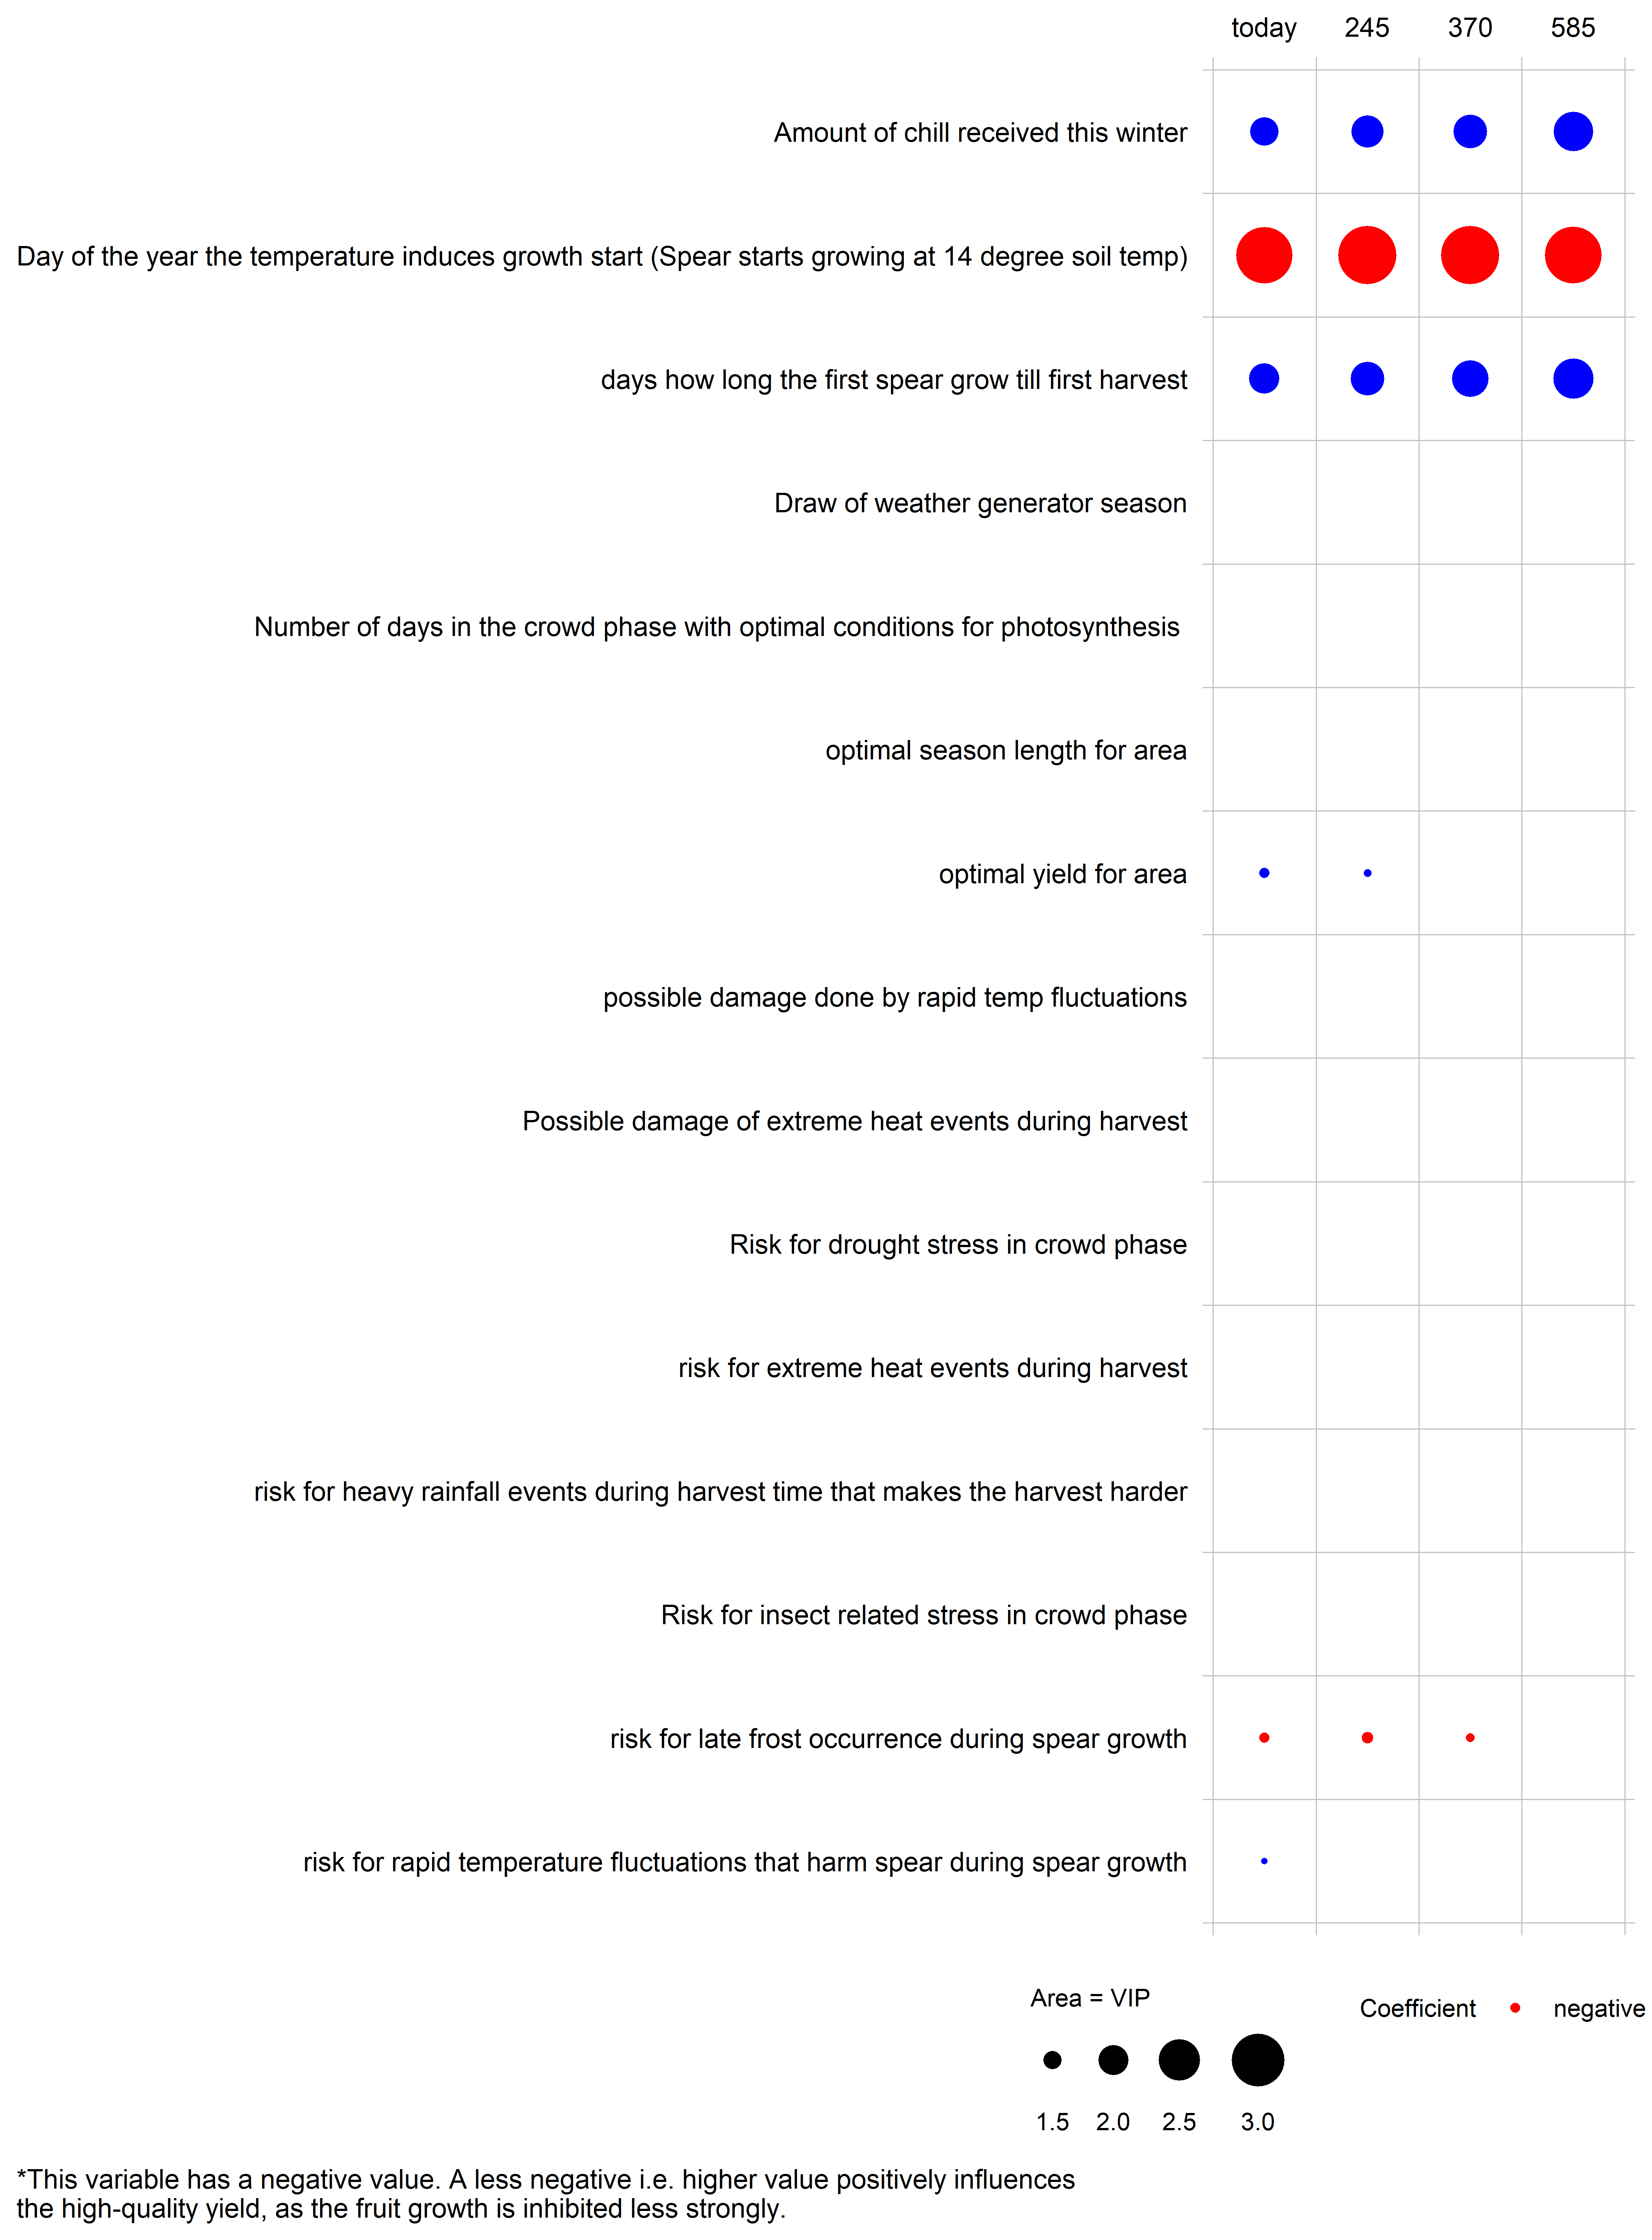 today 245 370 585
Amount of chill received this winter
Day of the year the temperature induces growth start (Spear starts growing at 14 degree soil temp)
days how long the first spear grow till first harvest
Draw of weather generator season
Number of days in the crowd phase with optimal conditions for photosynthesis
optimal season length for area
optimal yield for area
possible damage done by rapid temp fluctuations
Possible damage of extreme heat events during harvest
Risk for drought stress in crowd phase
risk for extreme heat events during harvest
risk for heavy rainfall events during harvest time that makes the harvest harder
Risk for insect related stress in crowd phase
risk for late frost occurrence during spear growth
risk for rapid temperature fluctuations that harm spear during spear growth
Area = VIP
1.5 2.0 2.5 3.0
Coefficient negative
*This variable has a negative value. A less negative i.e. higher value positively influences
the high-quality yield, as the fruit growth is inhibited less strongly.